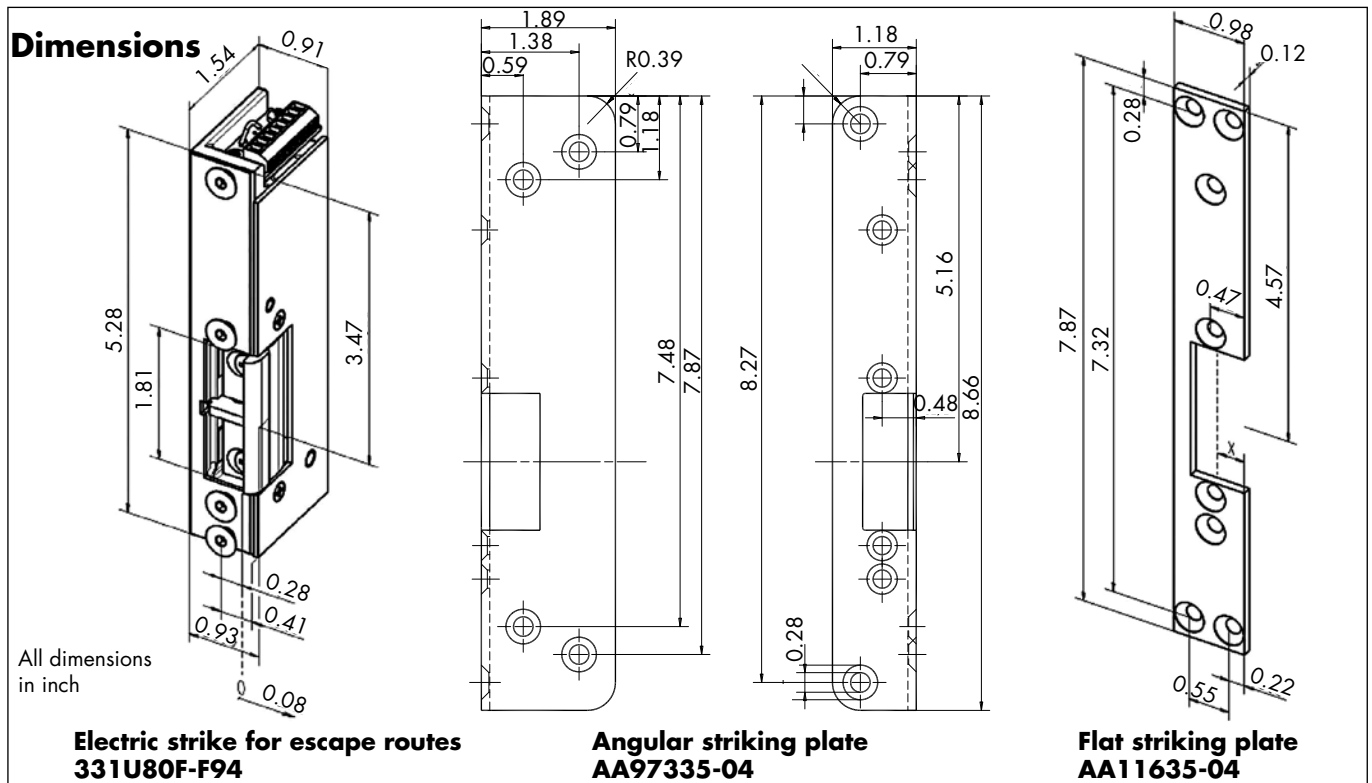 Dimensions
1.54
0.91
5.28
1.81
3.47
0.28
0.41
0.93
0.08
All dimensions
in inch
Electric strike for escape routes
331U80F-F94
1.89
1.38
0.59
R0.39
0.79
1.18
7.48
7.87
1.18
0.79
5.16
8.27
0.48
8.66
0.28
Angular striking plate
AA97335-04
0.98
0.12
0.28
7.87
7.32
0.47
4.57
X
0.55
0.22
Flat striking plate
AA11635-04